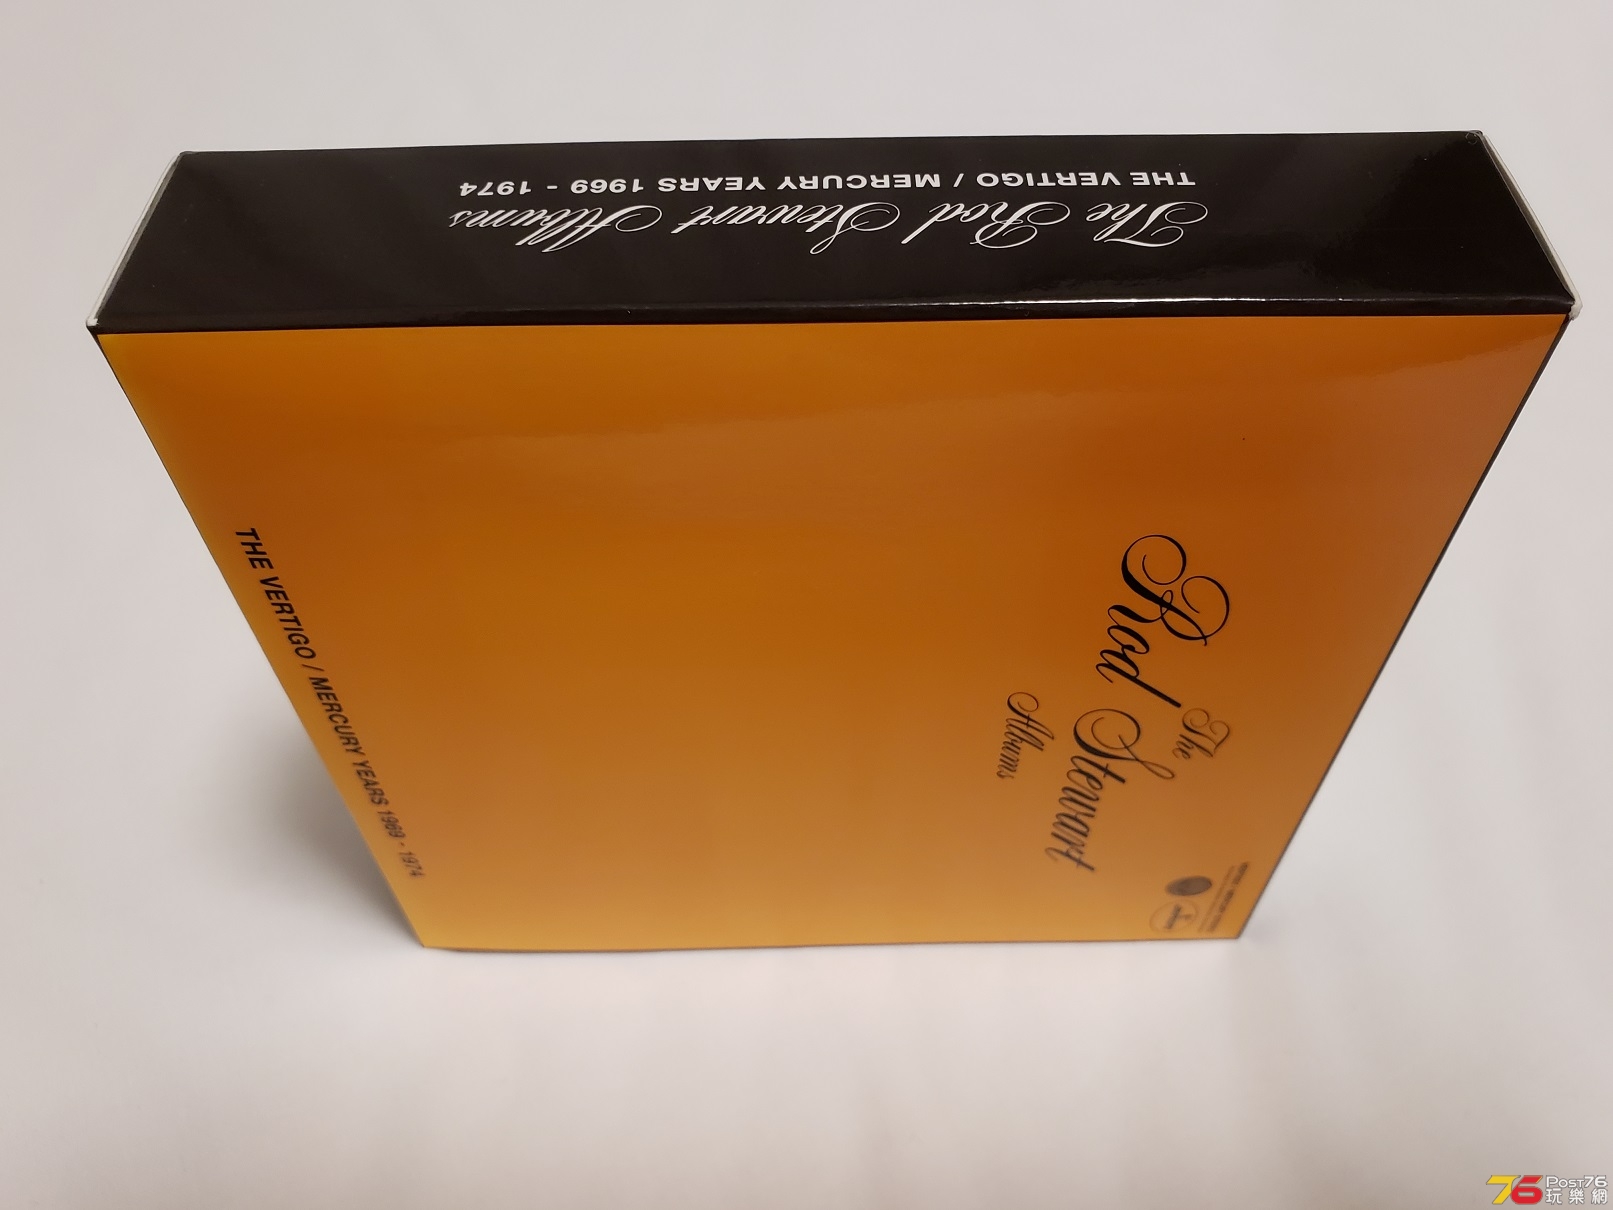 The Rod Stewart Albums
THE VERTIGO / MERCURY YEARS 1969 - 1974
The
Rod Stewart
Albums
THE VERTIGO / MERCURY YEARS 1969 - 1974
76 Post76
玩樂網